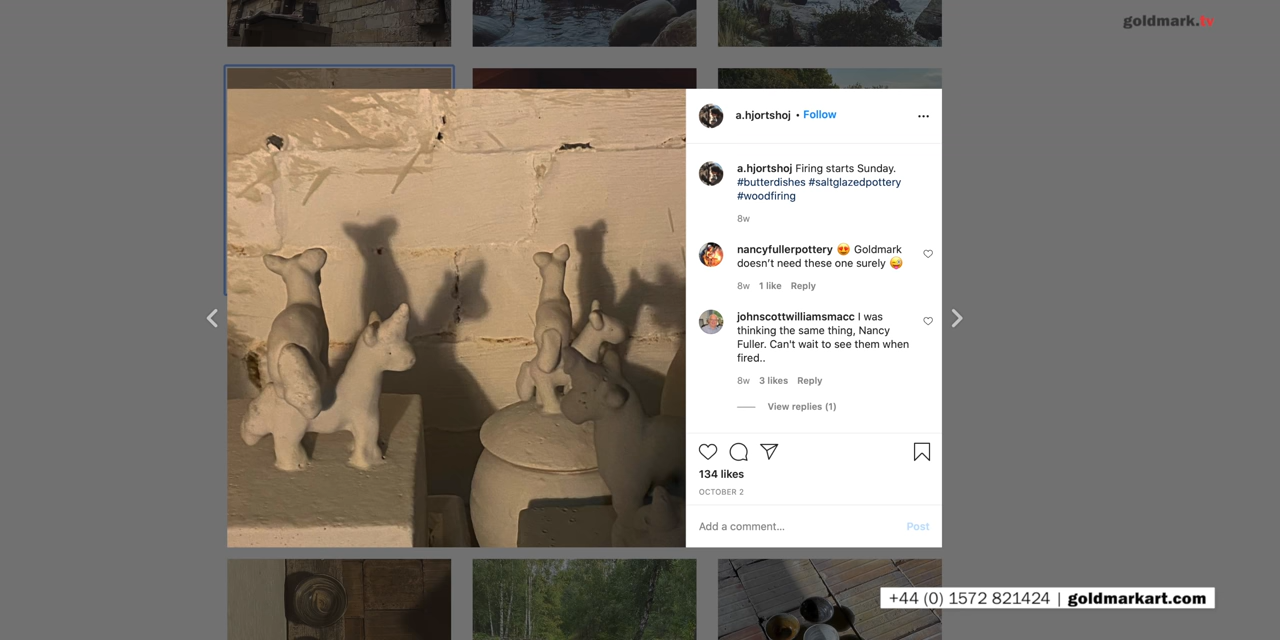 goldmark.tv
a.hjortshoj • Follow
a.hjortshoj Firing starts Sunday.
#butterdishes #saltglazedpottery
#woodfiring
8w
nancyfullerpottery 😍 Goldmark
doesn't need these one surely 😜
8w 1 like Reply
johnscottwilliamsmacc I was
thinking the same thing, Nancy
Fuller. Can't wait to see them when
fired..
8w 3 likes Reply
View replies (1)
134 likes
OCTOBER 2
Add a comment... Post
+44 (0) 1572 821424 | goldmarkart.com